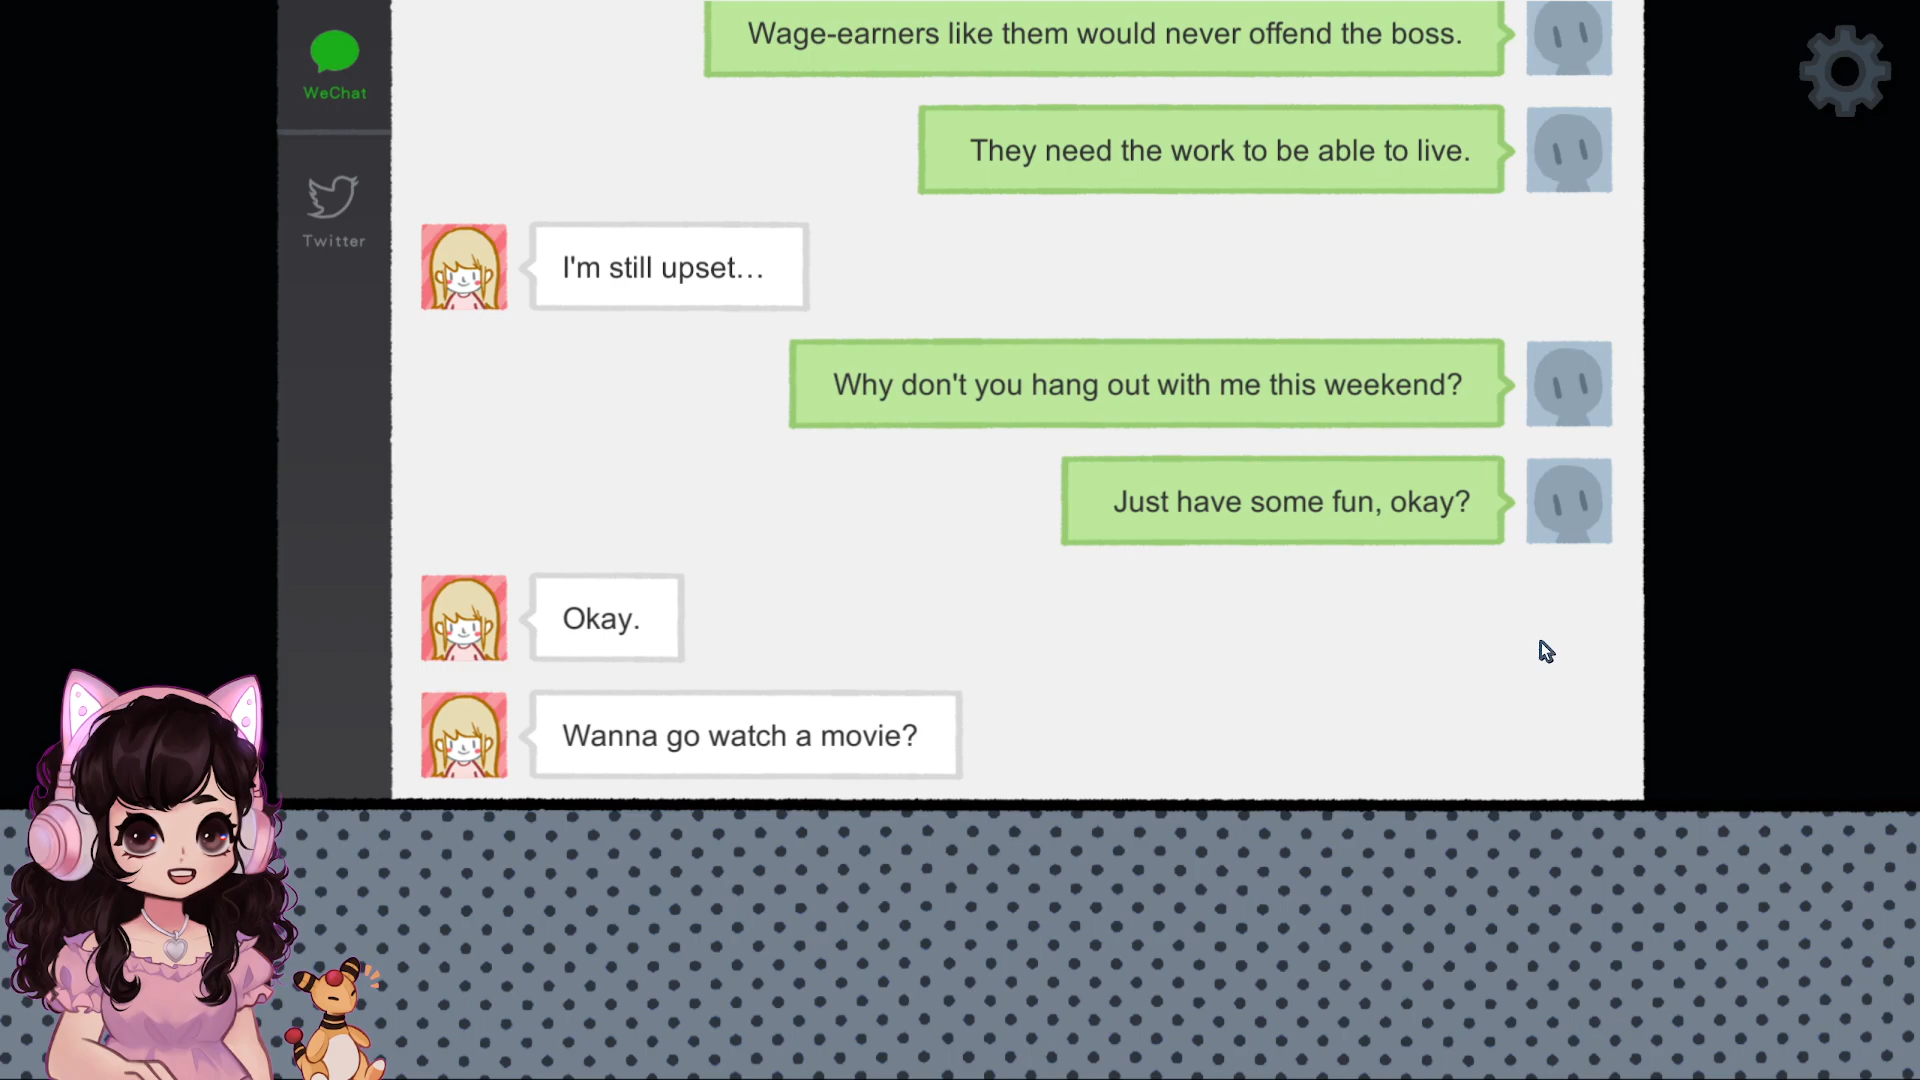 Wage-earners like them would never offend the boss.
WeChat
They need the work to be able to live.
Twitter
I'm still upset...
Why don't you hang out with me this weekend?
Just have some fun, okay?
Okay.
Wanna go watch a movie?